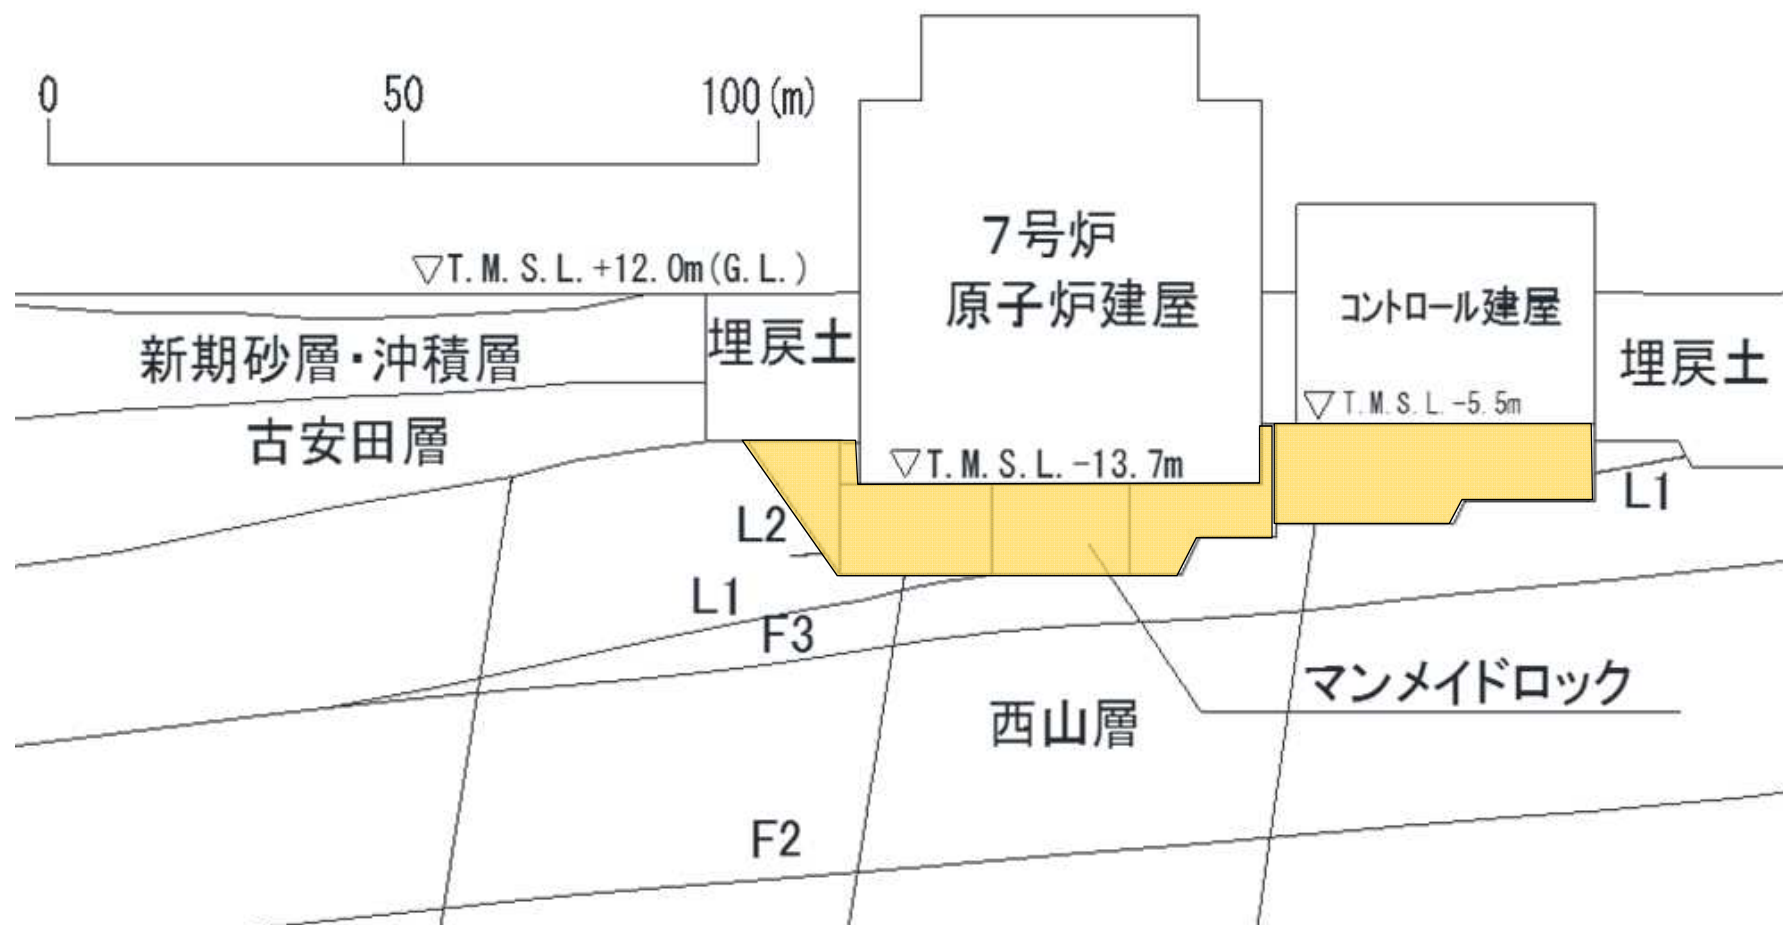 0 50 100(m)
7号炉
原子炉建屋
▽T.M.S.L.+12.0m(G.L.)
コントロール建屋
埋戻土
新期砂層・沖積層
埋戻土
▽T.M.S.L.-5.5m
古安田層
▽T.M.S.L.-13.7m
L1
L2
L1
F3
マンメイドロック
西山層
F2